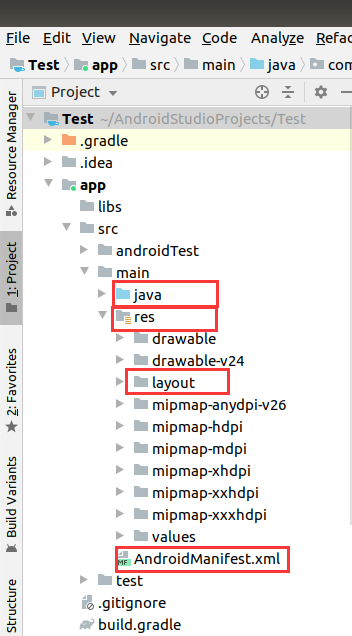 File Edit View Navigate Code Analyze Refac
Test app src main java com
Project
Test ~/AndroidStudioProjects/Test
.gradle
.idea
app
libs
src
androidTest
main
java
res
drawable
drawable-v24
layout
mipmap-anydpi-v26
mipmap-hdpi
mipmap-mdpi
mipmap-xhdpi
mipmap-xxhdpi
mipmap-xxxhdpi
values
MF AndroidManifest.xml
test
.gitignore
build.gradle
Resource Manager
1: Project
2: Favorites
Build Variants
Structure